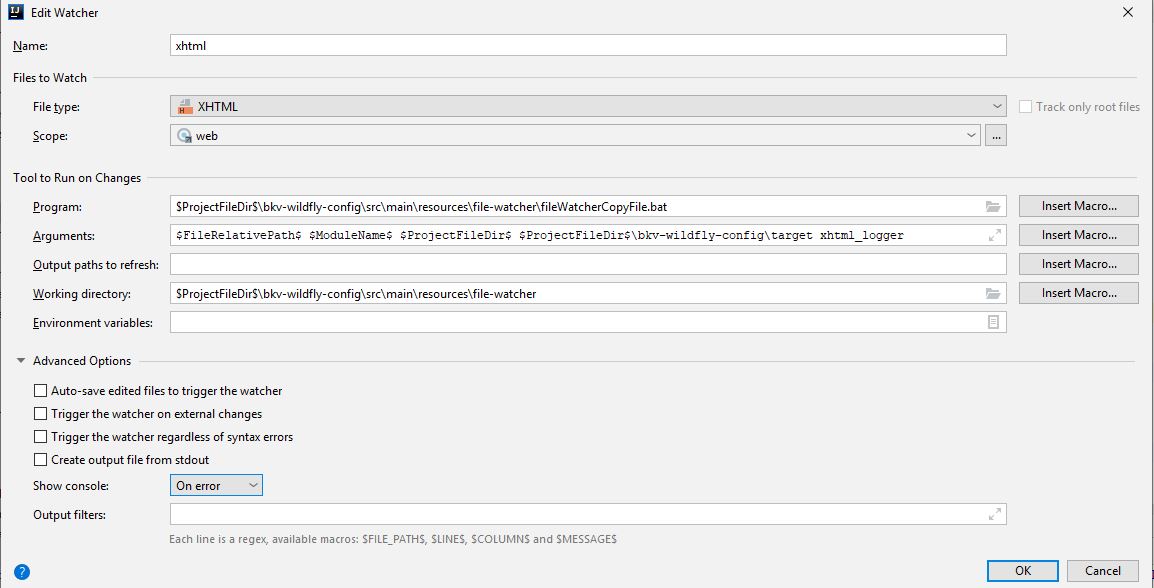 IJ Edit Watcher
Name: xhtml
Files to Watch
File type: H XHTML Track only root files
Scope: web ...
Tool to Run on Changes
Program: $ProjectFileDir$\bkv-wildfly-config\src\main\resources\file-watcher\fileWatcherCopyFile.bat Insert Macro...
Arguments: $FileRelativePath$ $ModuleName$ $ProjectFileDir$ $ProjectFileDir$\bkv-wildfly-config\target xhtml_logger Insert Macro...
Output paths to refresh: Insert Macro...
Working directory: $ProjectFileDir$\bkv-wildfly-config\src\main\resources\file-watcher Insert Macro...
Environment variables:
Advanced Options
Auto-save edited files to trigger the watcher
Trigger the watcher on external changes
Trigger the watcher regardless of syntax errors
Create output file from stdout
Show console: On error
Output filters:
Each line is a regex, available macros: $FILE_PATH$, $LINE$, $COLUMN$ and $MESSAGE$
? OK Cancel